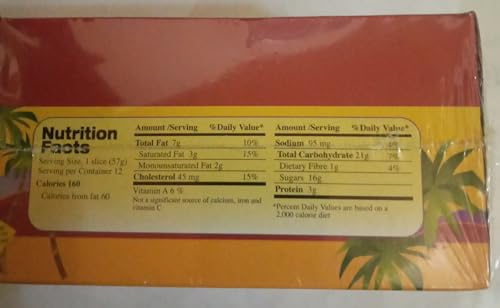 Nutrition
Facts
Serving Size, 1 slice (57g)
Serving per Container 12
Calories 160
Calories from fat 60
Amount /Serving %Daily Value*
Total Fat 7g 10%
Saturated Fat 3g 15%
Monounsaturated Fat 2g
Cholesterol 45 mg 15%
Vitamin A 6 %
Not a significant source of calcium, iron and
vitamin C
Amount /Serving %Daily Value*
Sodium 95 mg 4%
Total Carbohydrate 21g 7%
Dietary Fibre 1g 4%
Sugars 16g
Protein 3g
*Percent Daily Values are based on a
2,000 calorie diet